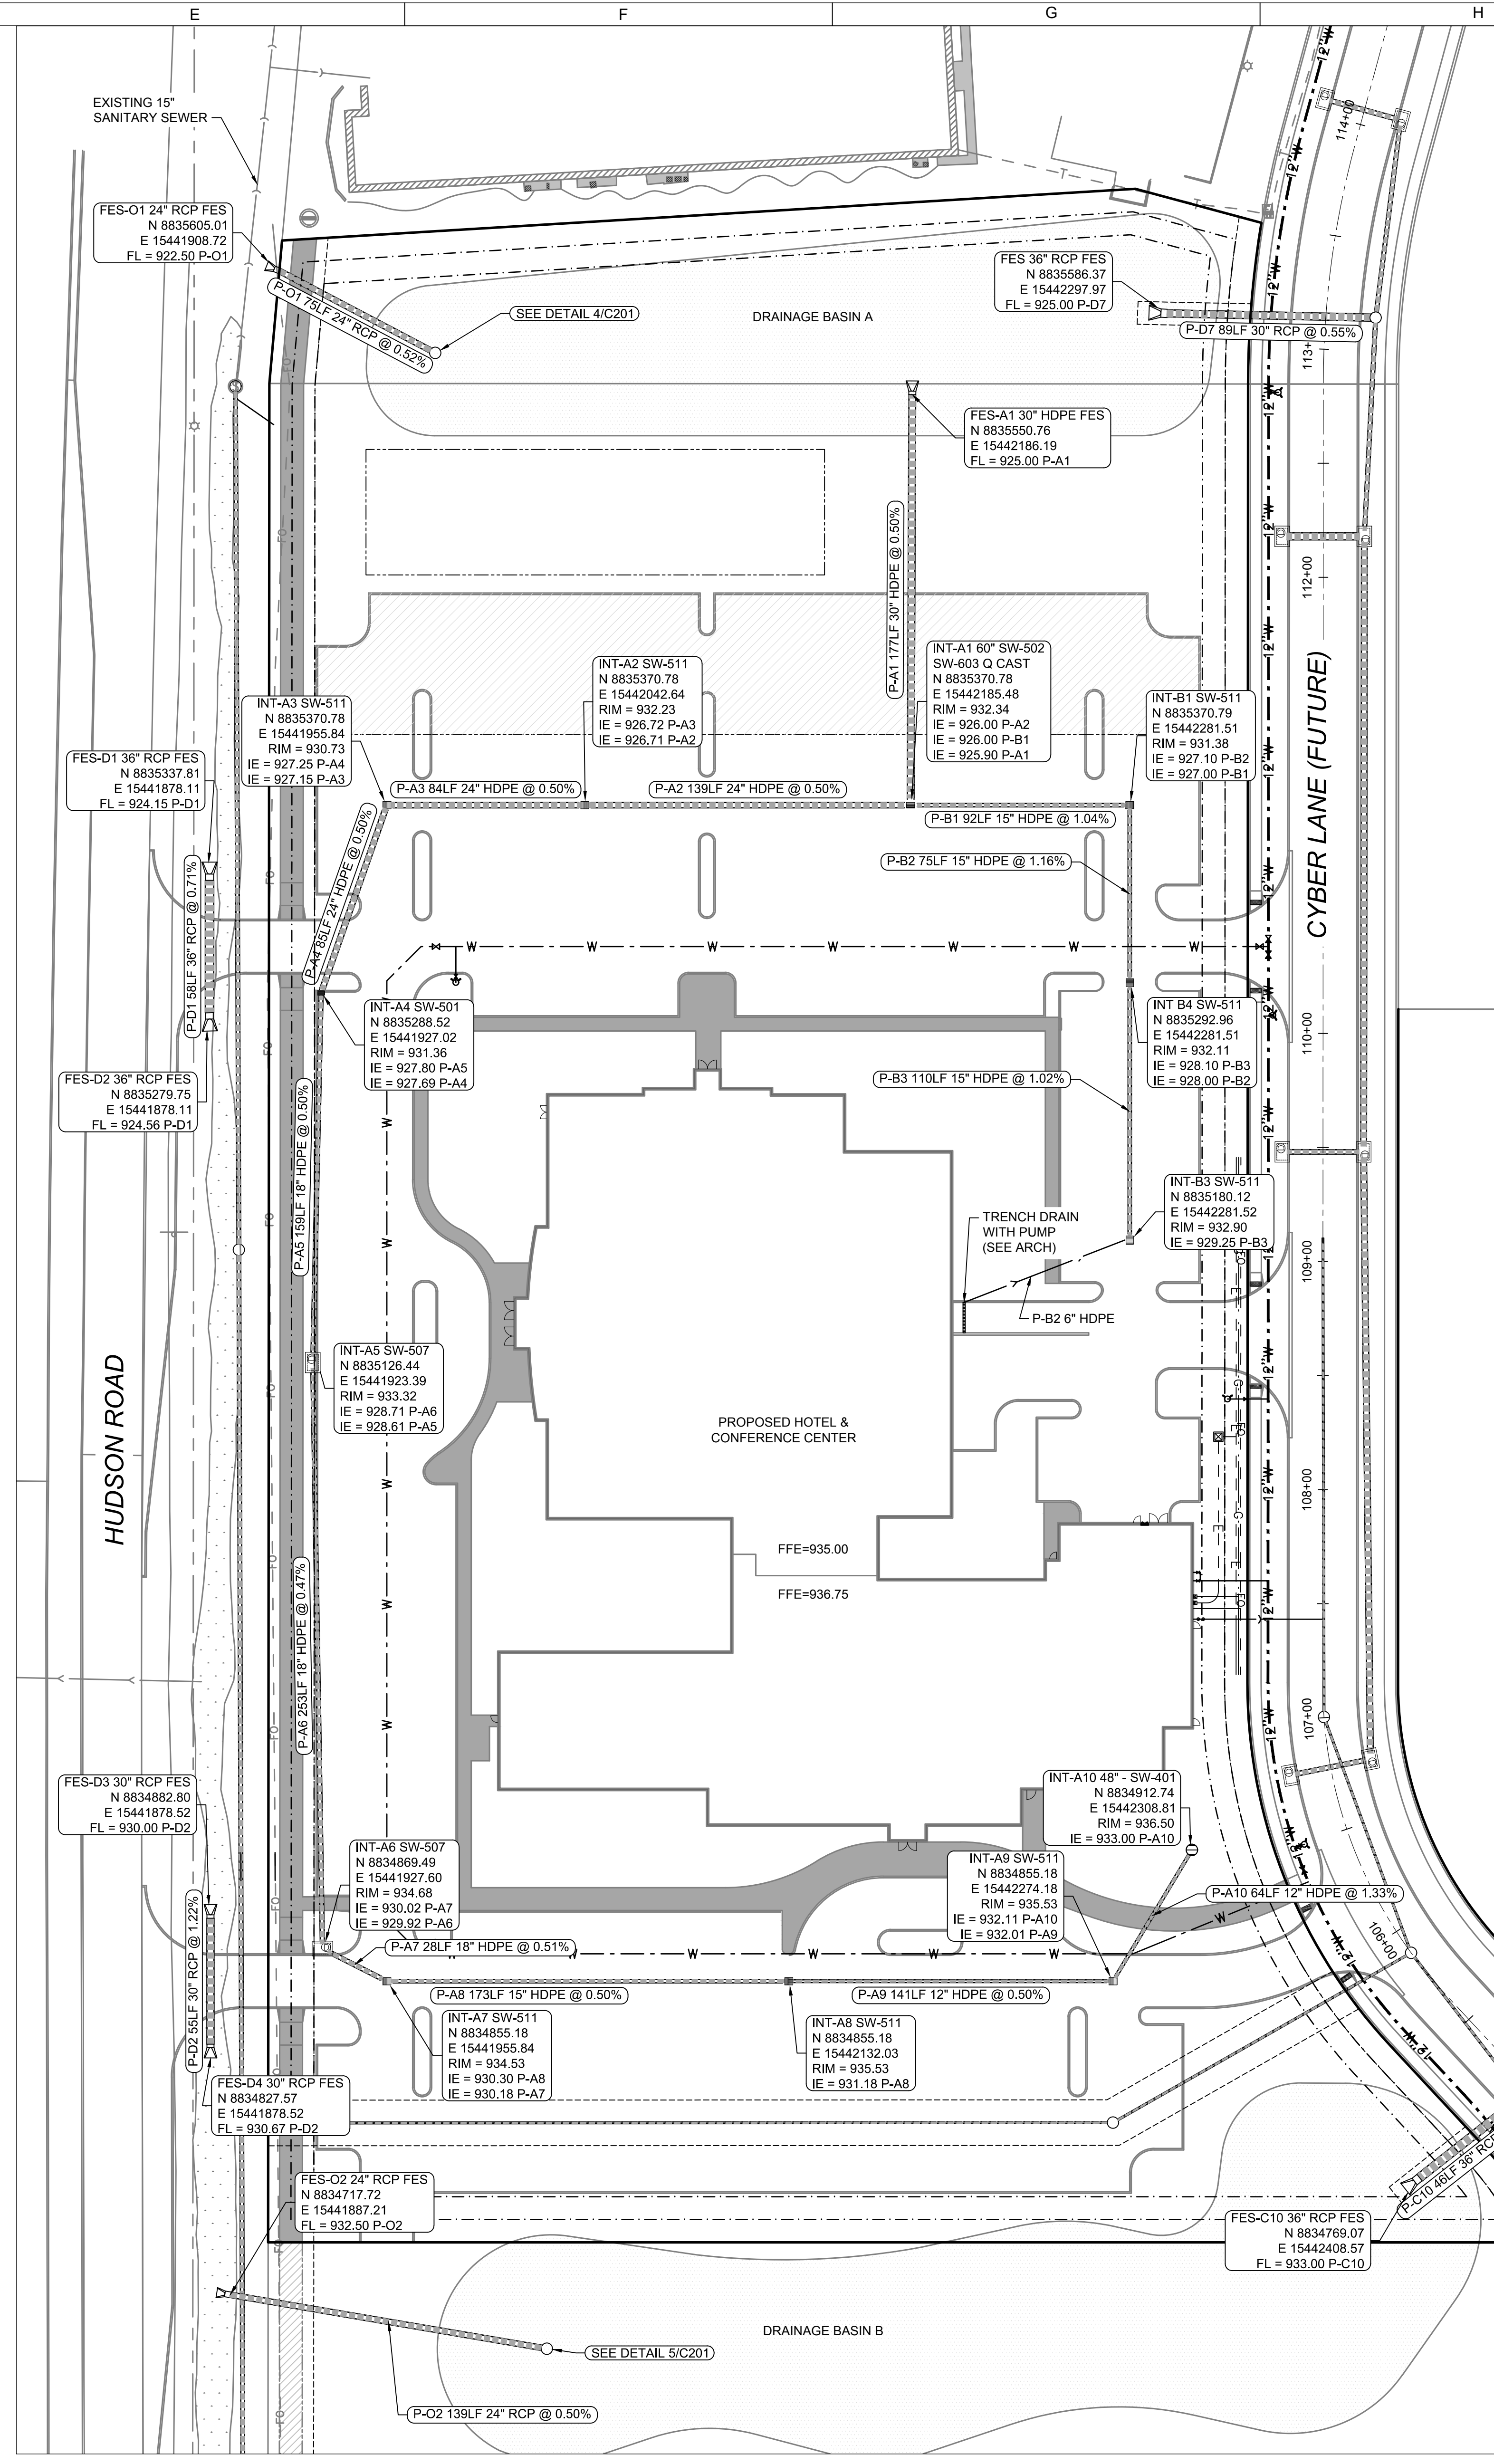 E
F
G
H
EXISTING 15"
SANITARY SEWER
FES-O1 24" RCP FES
N 8835605.01
E 15441908.72
FL = 922.50 P-O1
P-O1 75LF 24" RCP @ 0.52%
SEE DETAIL 4/C201
DRAINAGE BASIN A
FES 36" RCP FES
N 8835586.37
E 15442297.97
FL = 925.00 P-D7
P-D7 89LF 30" RCP @ 0.55%
FES-A1 30" HDPE FES
N 8835550.76
E 15442186.19
FL = 925.00 P-A1
P-A1 177LF 30" HDPE @ 0.50%
114+00
113+
112+00
CYBER LANE (FUTURE)
INT-A1 60" SW-502
SW-603 Q CAST
N 8835370.78
E 15442185.48
RIM = 932.34
IE = 926.00 P-A2
IE = 926.00 P-B1
IE = 925.90 P-A1
INT-A2 SW-511
N 8835370.78
E 15442042.64
RIM = 932.23
IE = 926.72 P-A3
IE = 926.71 P-A2
INT-A3 SW-511
N 8835370.78
E 15441955.84
RIM = 930.73
IE = 927.25 P-A4
IE = 927.15 P-A3
INT-B1 SW-511
N 8835370.79
E 15442281.51
RIM = 931.38
IE = 927.10 P-B2
IE = 927.00 P-B1
FES-D1 36" RCP FES
N 8835337.81
E 15441878.11
FL = 924.15 P-D1
P-A3 84LF 24" HDPE @ 0.50%
P-A2 139LF 24" HDPE @ 0.50%
P-B1 92LF 15" HDPE @ 1.04%
P-B2 75LF 15" HDPE @ 1.16%
P-A4 85LF 24" HDPE @ 0.50%
P-D1 58LF 36" RCP @ 0.71%
W W W W W W W
INT-A4 SW-501
N 8835288.52
E 15441927.02
RIM = 931.36
IE = 927.80 P-A5
IE = 927.69 P-A4
INT B4 SW-511
N 8835292.96
E 15442281.51
RIM = 932.11
IE = 928.10 P-B3
IE = 928.00 P-B2
110+00
FES-D2 36" RCP FES
N 8835279.75
E 15441878.11
FL = 924.56 P-D1
P-B3 110LF 15" HDPE @ 1.02%
P-A5 159LF 18" HDPE @ 0.50%
INT-B3 SW-511
N 8835180.12
E 15442281.52
RIM = 932.90
IE = 929.25 P-B3
TRENCH DRAIN
WITH PUMP
(SEE ARCH)
P-B2 6" HDPE
109+00
INT-A5 SW-507
N 8835126.44
E 15441923.39
RIM = 933.32
IE = 928.71 P-A6
IE = 928.61 P-A5
HUDSON ROAD
PROPOSED HOTEL &
CONFERENCE CENTER
108+00
FFE=935.00
FFE=936.75
P-A6 253LF 18" HDPE @ 0.47%
107+00
FES-D3 30" RCP FES
N 8834882.80
E 15441878.52
FL = 930.00 P-D2
INT-A10 48" - SW-401
N 8834912.74
E 15442308.81
RIM = 936.50
IE = 933.00 P-A10
INT-A6 SW-507
N 8834869.49
E 15441927.60
RIM = 934.68
IE = 930.02 P-A7
IE = 929.92 P-A6
INT-A9 SW-511
N 8834855.18
E 15442274.18
RIM = 935.53
IE = 932.11 P-A10
IE = 932.01 P-A9
P-A10 64LF 12" HDPE @ 1.33%
106+00
P-D2 55LF 30" RCP @ 1.22%
P-A7 28LF 18" HDPE @ 0.51%
P-A8 173LF 15" HDPE @ 0.50%
P-A9 141LF 12" HDPE @ 0.50%
INT-A7 SW-511
N 8834855.18
E 15441955.84
RIM = 934.53
IE = 930.30 P-A8
IE = 930.18 P-A7
INT-A8 SW-511
N 8834855.18
E 15442132.03
RIM = 935.53
IE = 931.18 P-A8
FES-D4 30" RCP FES
N 8834827.57
E 15441878.52
FL = 930.67 P-D2
FES-O2 24" RCP FES
N 8834717.72
E 15441887.21
FL = 932.50 P-O2
P-C10 46LF 36" RCP
FES-C10 36" RCP FES
N 8834769.07
E 15442408.57
FL = 933.00 P-C10
DRAINAGE BASIN B
SEE DETAIL 5/C201
P-O2 139LF 24" RCP @ 0.50%